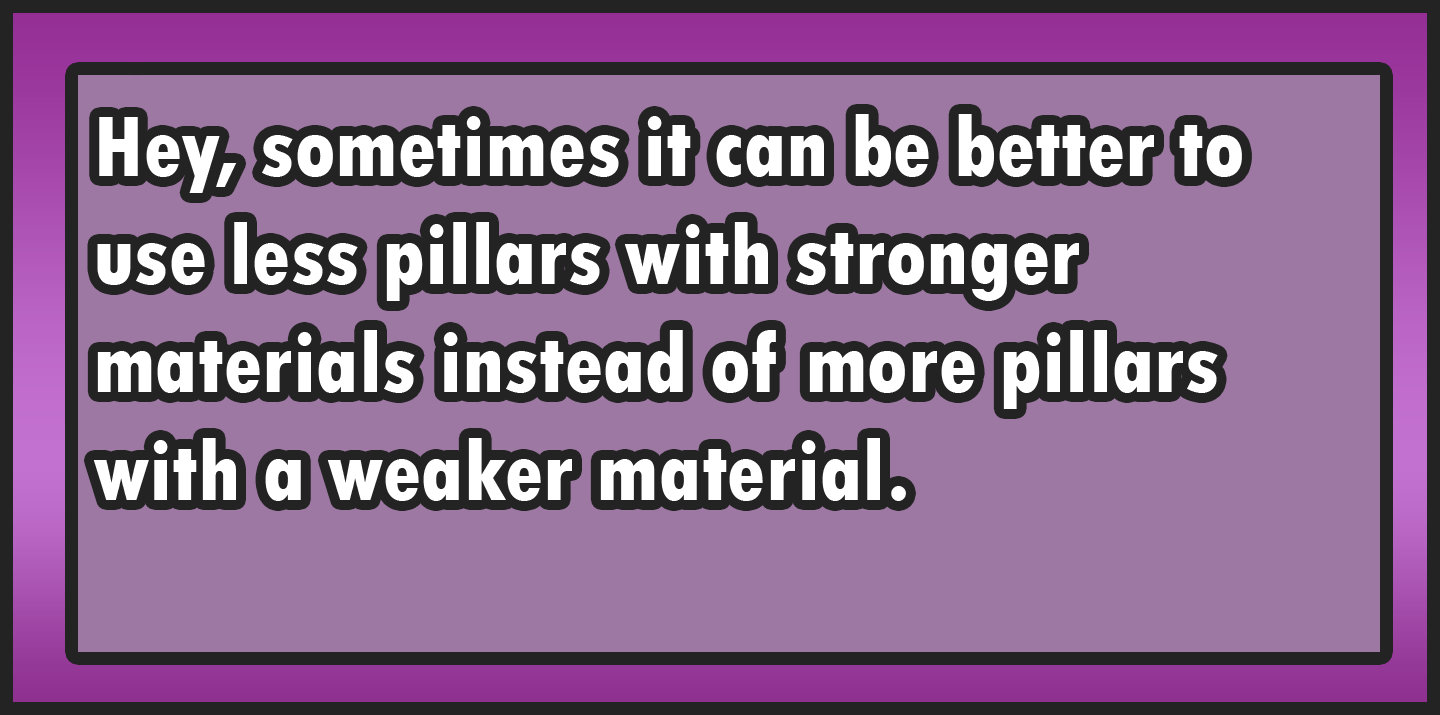 Hey, sometimes it can be better to
use less pillars with stronger
materials instead of more pillars
with a weaker material.